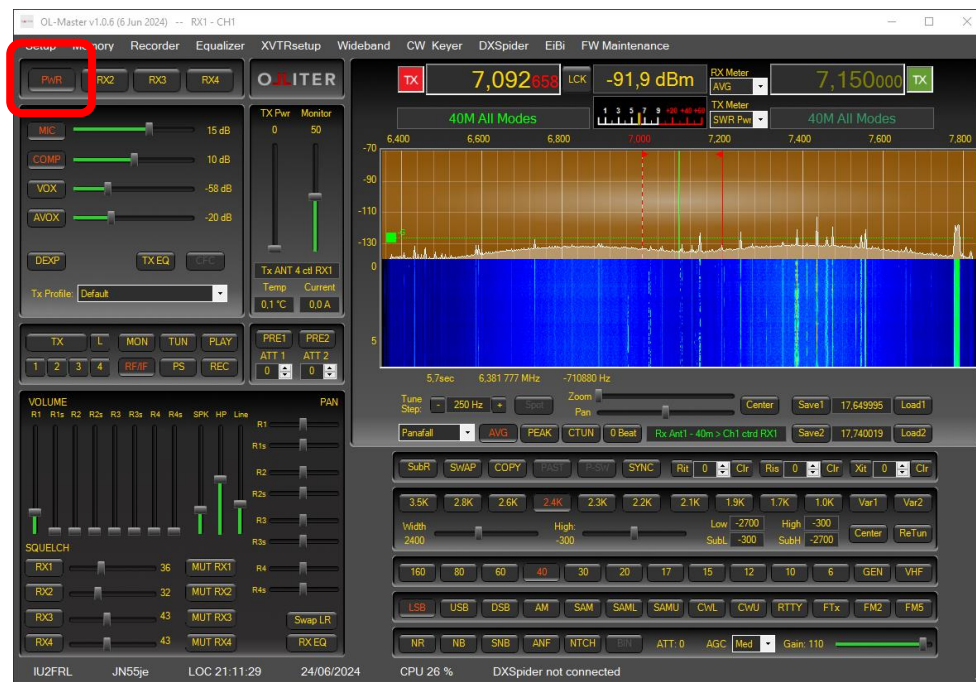 OL-Master v1.0.6 (6 Jun 2024) -- RX1 - CH1
Setup Memory Recorder Equalizer XVTRsetup Wideband CW Keyer DXSpider EiBi FW Maintenance
PWR RX2 RX3 RX4
OLLITER
TX 7,092658 LCK -91,9 dBm RX Meter AVG 7,150000 TX
40M All Modes 1 3 5 7 9 +20 +40 +60 TX Meter SWR Pwr 40M All Modes
MIC 15 dB
COMP 10 dB
VOX -58 dB
AVOX -20 dB
DEXP TX EQ CFC
Tx Profile: Default
TX Pwr Monitor
0 50
Tx ANT 4 ctl RX1
Temp Current
0,1 °C 0,0 A
6,400 6,600 6,800 7,000 7,200 7,400 7,600 7,800
-70
-90
-110
-G
-130
0
5
TX L MON TUN PLAY
1 2 3 4 RF/IF PS REC
PRE1 PRE2
ATT 1 ATT 2
0 0
5,7sec 6,381 777 MHz -710880 Hz
Tune Step: - 250 Hz + Spot Zoom Pan Center Save1 17,649995 Load1
Panafall AVG PEAK CTUN 0 Beat Rx Ant1 - 40m > Ch1 ctrd RX1 Save2 17,740019 Load2
VOLUME PAN
R1 R1s R2 R2s R3 R3s R4 R4s SPK HP Line
R1
R1s
R2
R2s
R3
R3s
R4
R4s
SQUELCH
RX1 36 MUT RX1
RX2 32 MUT RX2
RX3 43 MUT RX3 Swap LR
RX4 43 MUT RX4 RX EQ
SubR SWAP COPY PAST P-SW SYNC Rit 0 Clr Ris 0 Clr Xit 0 Clr
3.5K 2.8K 2.6K 2.4K 2.3K 2.2K 2.1K 1.9K 1.7K 1.0K Var1 Var2
Width 2400 High: -300 Low -2700 High -300 Center ReTun
SubL -300 SubH -2700
160 80 60 40 30 20 17 15 12 10 6 GEN VHF
LSB USB DSB AM SAM SAML SAMU CWL CWU RTTY FTx FM2 FM5
NR NB SNB ANF NTCH BIN ATT: 0 AGC Med Gain: 110
IU2FRL JN55je LOC 21:11:29 24/06/2024 CPU 26 % DXSpider not connected